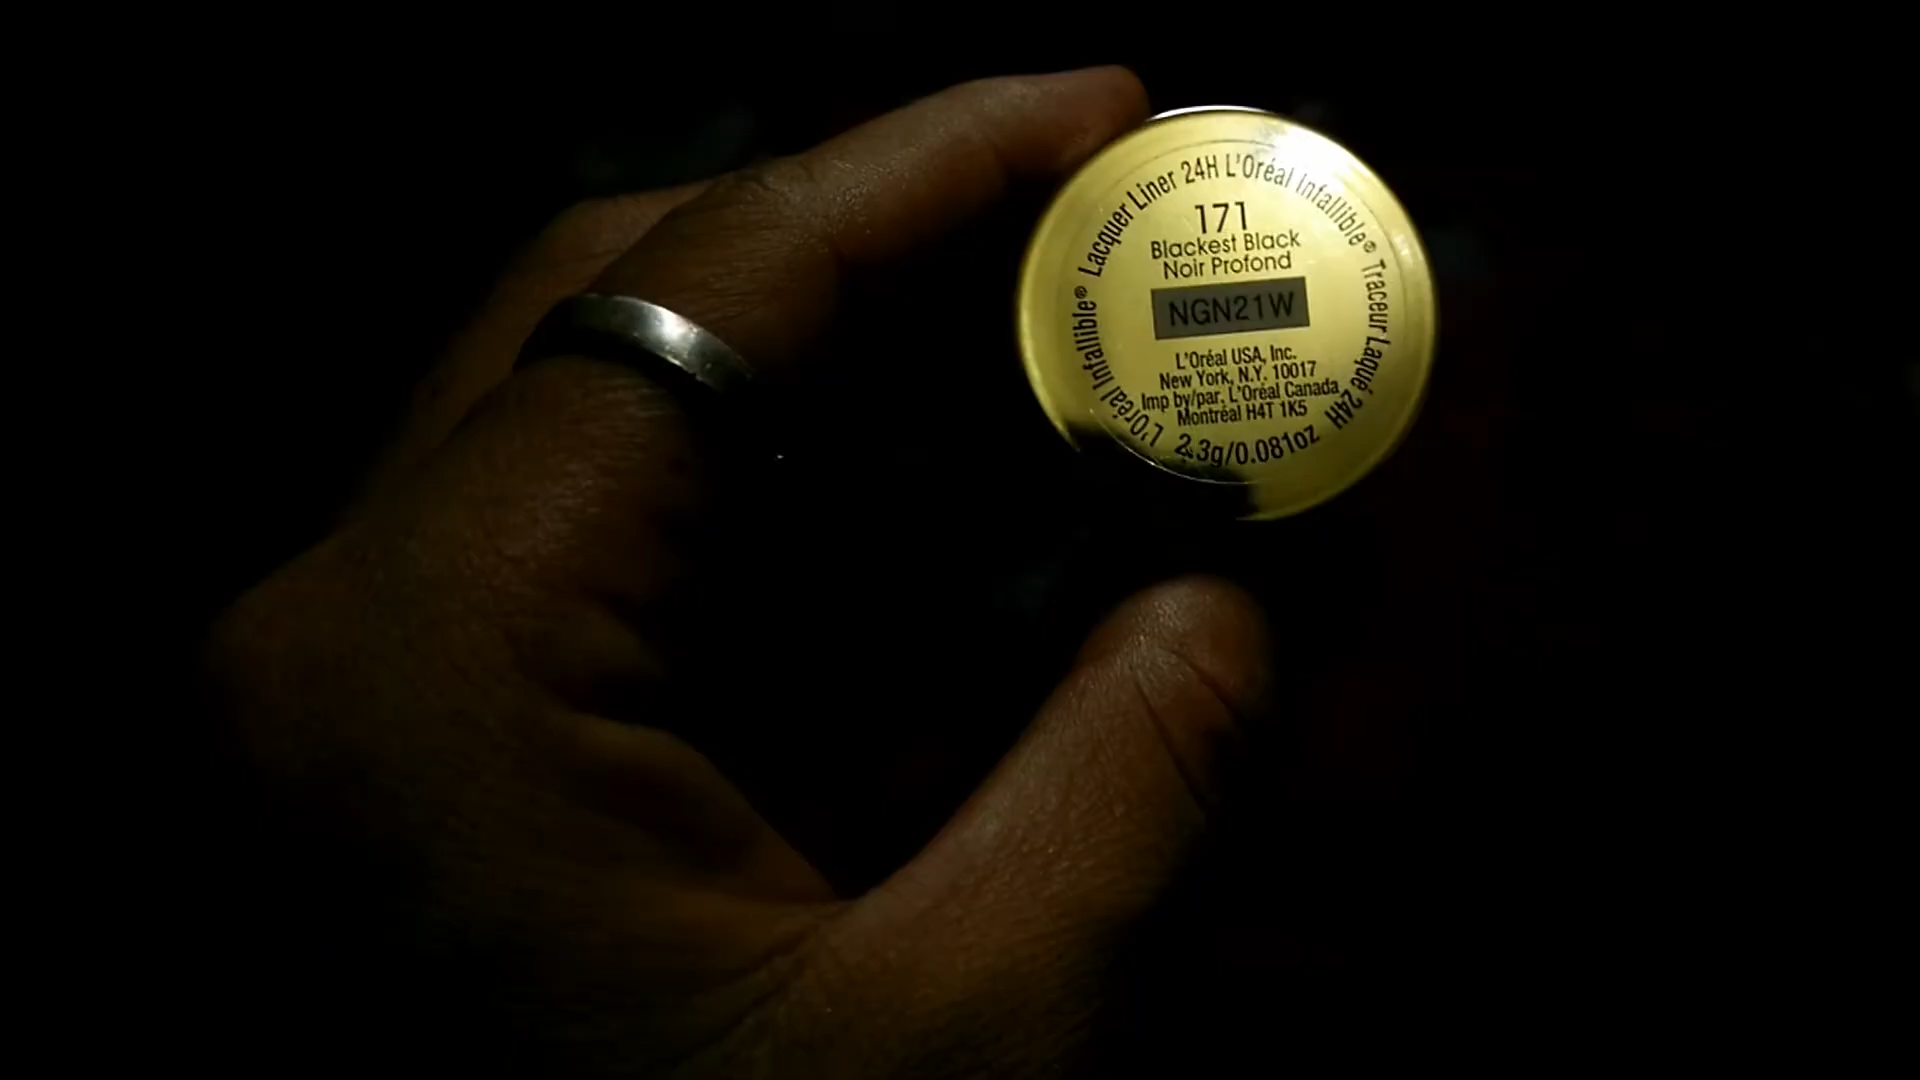 L'Oréal Infallible® Lacquer Liner 24H L'Oréal Infallible® Traceur Laqué 24H
171
Blackest Black
Noir Profond
NGN21W
L'Oréal USA, Inc.
New York, N.Y. 10017
Imp by/par. L'Oréal Canada
Montréal H4T 1K5
2.3g/0.081oz